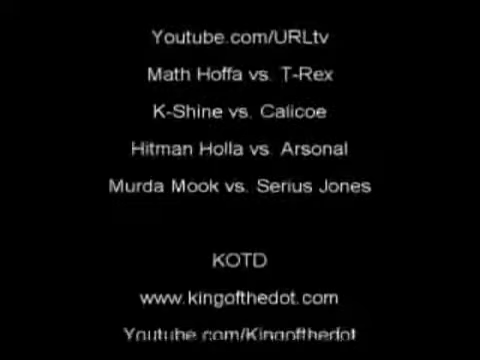 Youtube.com/URLtv
Math Hoffa vs. T-Rex
K-Shine vs. Calicoe
Hitman Holla vs. Arsonal
Murda Mook vs. Serius Jones
KOTD
www.kingofthedot.com
Youtube.com/Kingofthedot